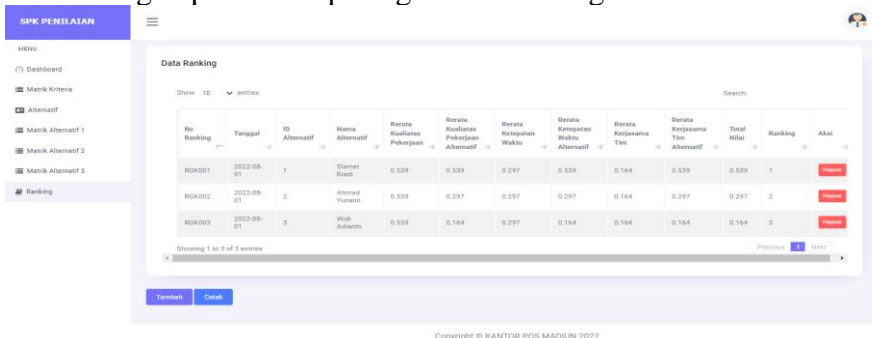 SPK PENILAIAN
MENU
Dashboard
Matrik Kriteria
Alternatif
Matrik Alternatif 1
Matrik Alternatif 2
Matrik Alternatif 3
Ranking
Data Ranking
Show 10 entries
Search:
No Ranking
Tanggal
ID Alternatif
Nama Alternatif
Rerata Kualiatas Pekerjaan
Rerata Kualiatas Pekerjaan Alternatif
Rerata Ketepatan Waktu
Rerata Ketepatan Waktu Alternatif
Rerata Kerjasama Tim
Rerata Kerjasama Tim Alternatif
Total Nilai
Ranking
Aksi
RGK001 2022-08-01 1 Slamet Riadi 0.539 0.539 0.297 0.539 0.164 0.539 0.539 1 Hapus
RGK002 2022-08-01 2 Ahmad Yunaini 0.539 0.297 0.297 0.297 0.164 0.297 0.297 2 Hapus
RGK003 2022-08-01 3 Widi Adianto 0.539 0.164 0.297 0.164 0.164 0.164 0.164 3 Hapus
Showing 1 to 3 of 3 entries
Previous 1 Next
Tambah Cetak
Copyright © KANTOR POS MADIUN 2022